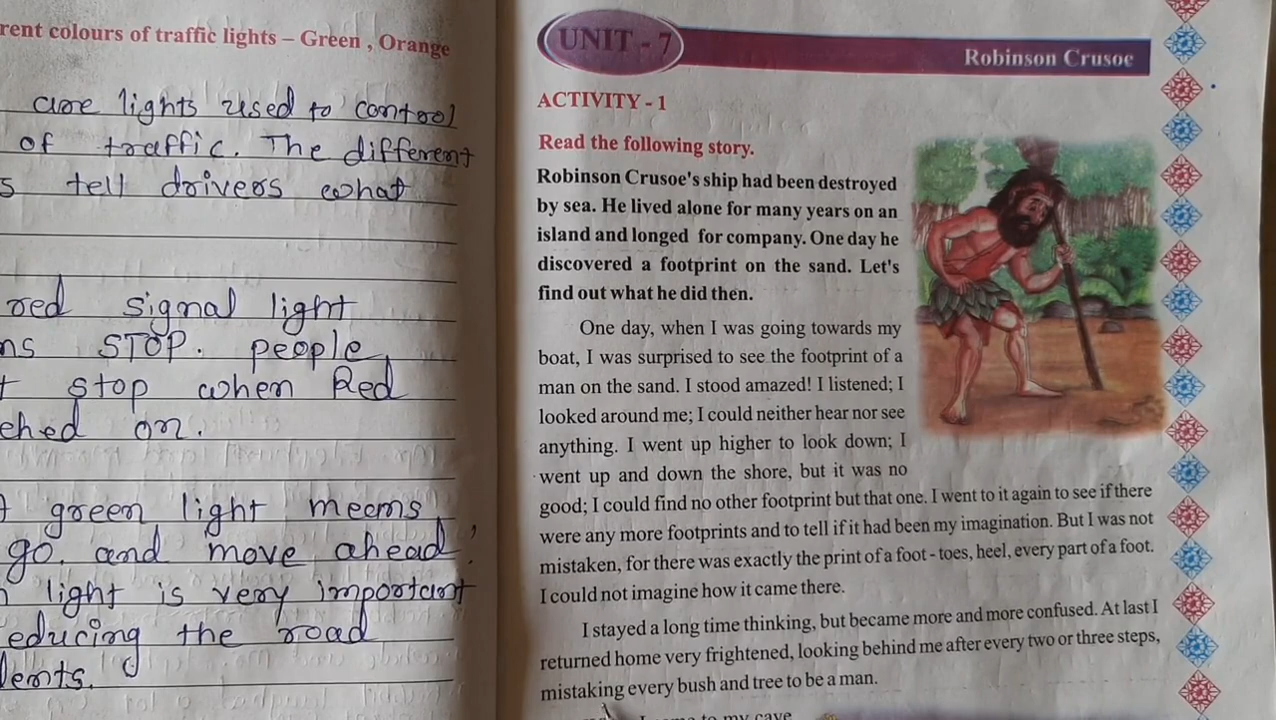 rent colours of traffic lights – Green , Orange
are lights used to control
of traffic. The different
s tell drivers what
red signal light
ns STOP. people
t stop when Red
ched on.
green light means
go. and move ahead
light is very important
educing the road
dents.
UNIT - 7
Robinson Crusoe
ACTIVITY - 1
Read the following story.
Robinson Crusoe's ship had been destroyed
by sea. He lived alone for many years on an
island and longed for company. One day he
discovered a footprint on the sand. Let's
find out what he did then.
One day, when I was going towards my
boat, I was surprised to see the footprint of a
man on the sand. I stood amazed! I listened; I
looked around me; I could neither hear nor see
anything. I went up higher to look down; I
went up and down the shore, but it was no
good; I could find no other footprint but that one. I went to it again to see if there
were any more footprints and to tell if it had been my imagination. But I was not
mistaken, for there was exactly the print of a foot - toes, heel, every part of a foot.
I could not imagine how it came there.
I stayed a long time thinking, but became more and more confused. At last I
returned home very frightened, looking behind me after every two or three steps,
mistaking every bush and tree to be a man.
I came to my cave